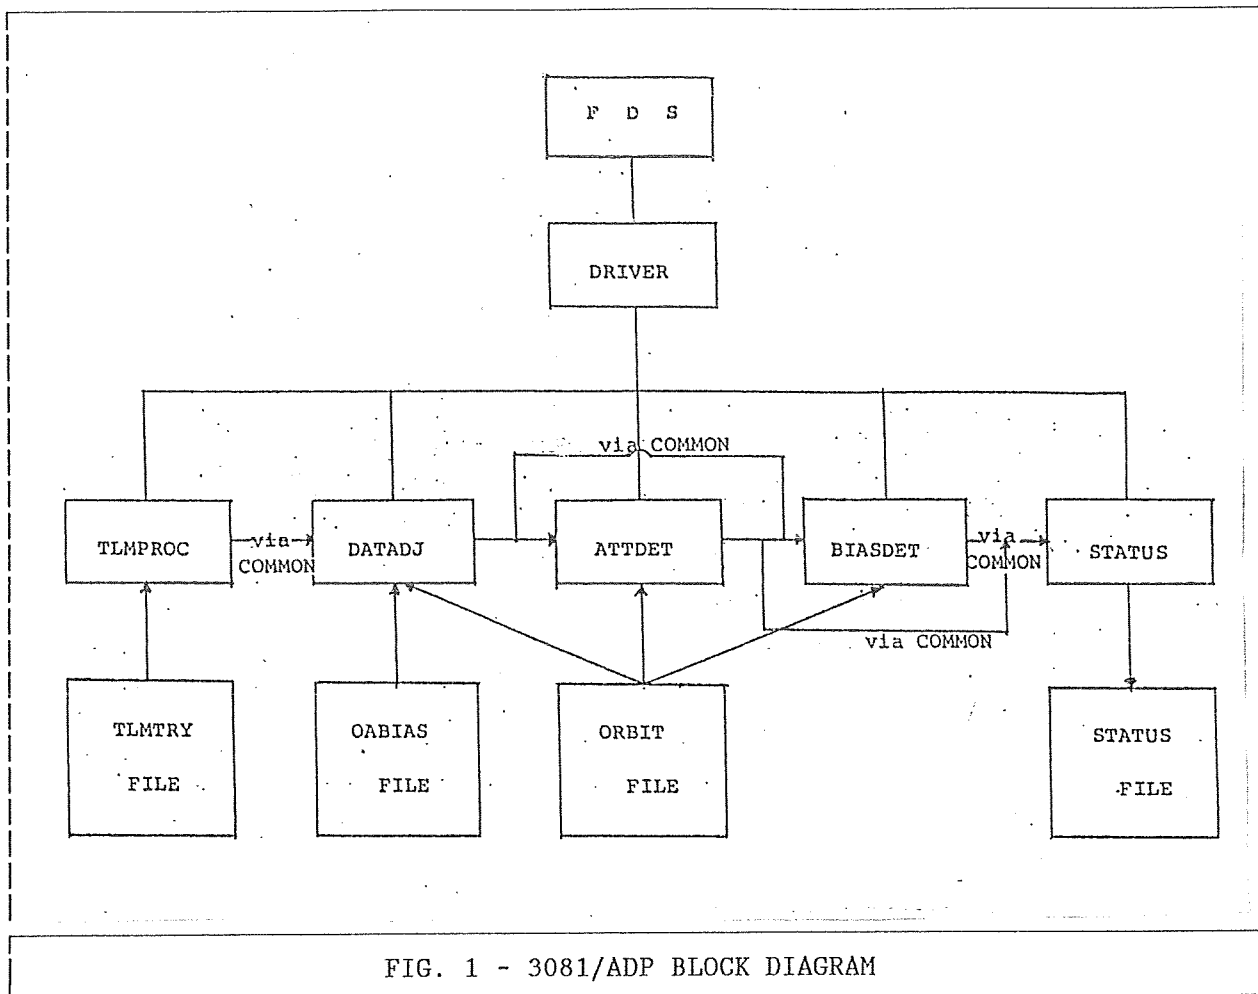 F D S
DRIVER
via COMMON
TLMPROC
via
COMMON
DATADJ
ATTDET
BIASDET
via
COMMON
STATUS
via COMMON
TLMTRY
FILE
OABIAS
FILE
ORBIT
FILE
STATUS
FILE
FIG. 1 - 3081/ADP BLOCK DIAGRAM